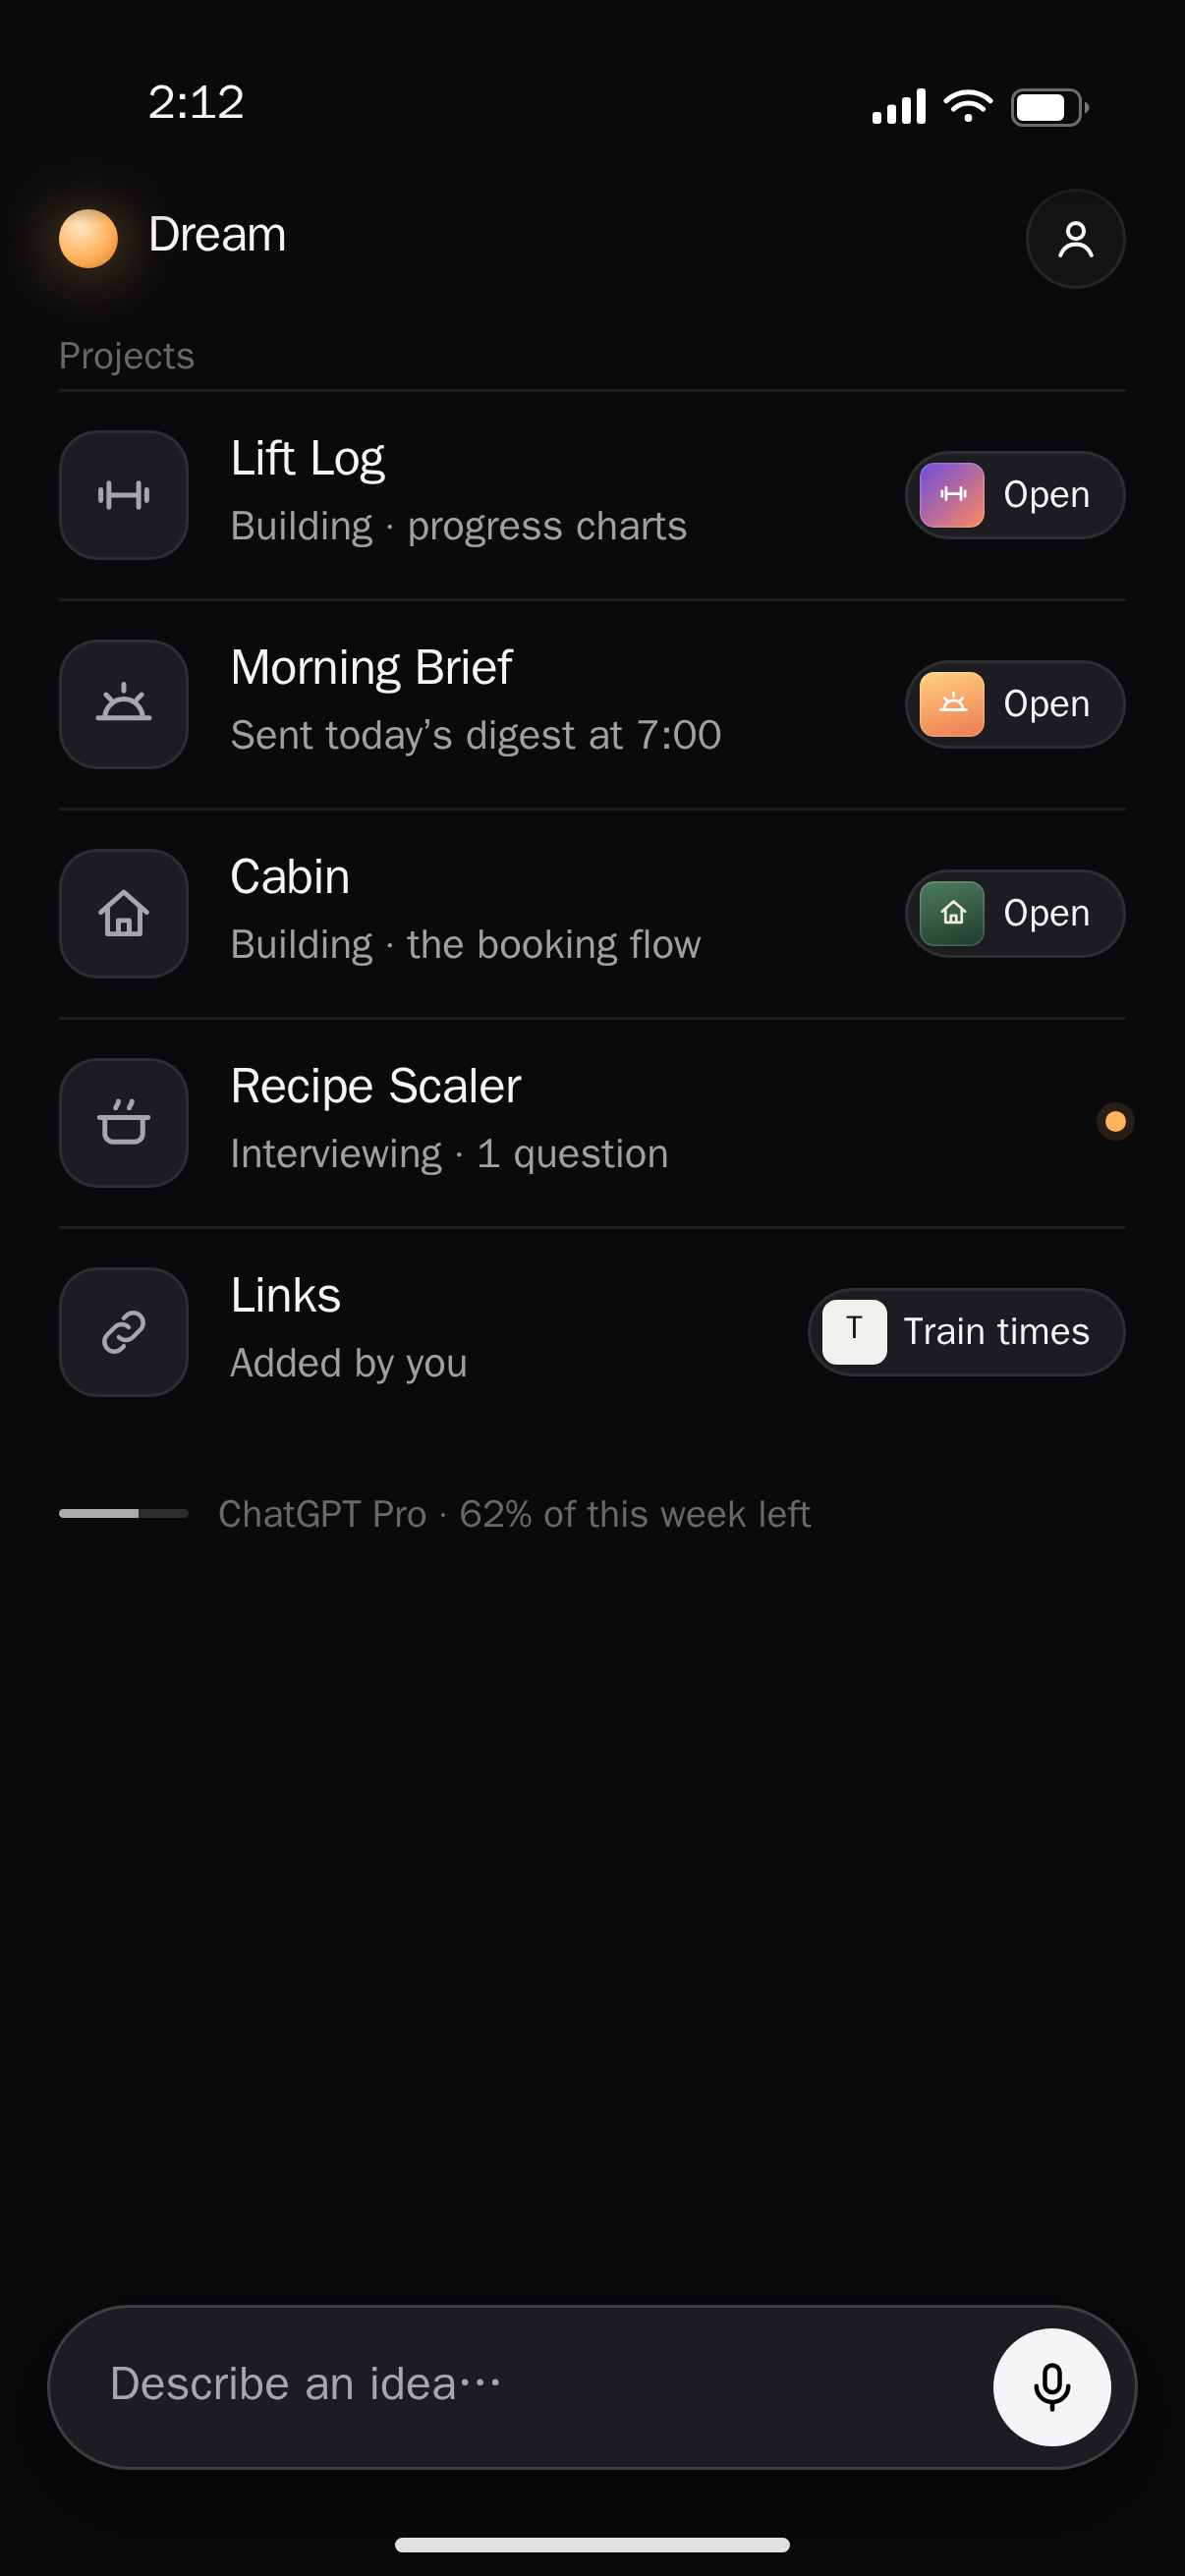 2:12
Dream
Projects
Lift Log
Building · progress charts
Open
Morning Brief
Sent today’s digest at 7:00
Open
Cabin
Building · the booking flow
Open
Recipe Scaler
Interviewing · 1 question
Links
Added by you
T
Train times
ChatGPT Pro · 62% of this week left
Describe an idea…